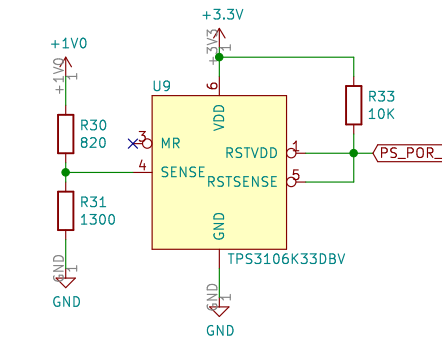 +3.3V
+3V3
1
+1V0
+1V0
1
U9
6
VDD
R33
10K
R30
820
3
MR
RSTVDD
1
PS_POR_
4
SENSE
RSTSENSE
5
R31
1300
GND
TPS3106K33DBV
GND
1
GND
GND
1
GND